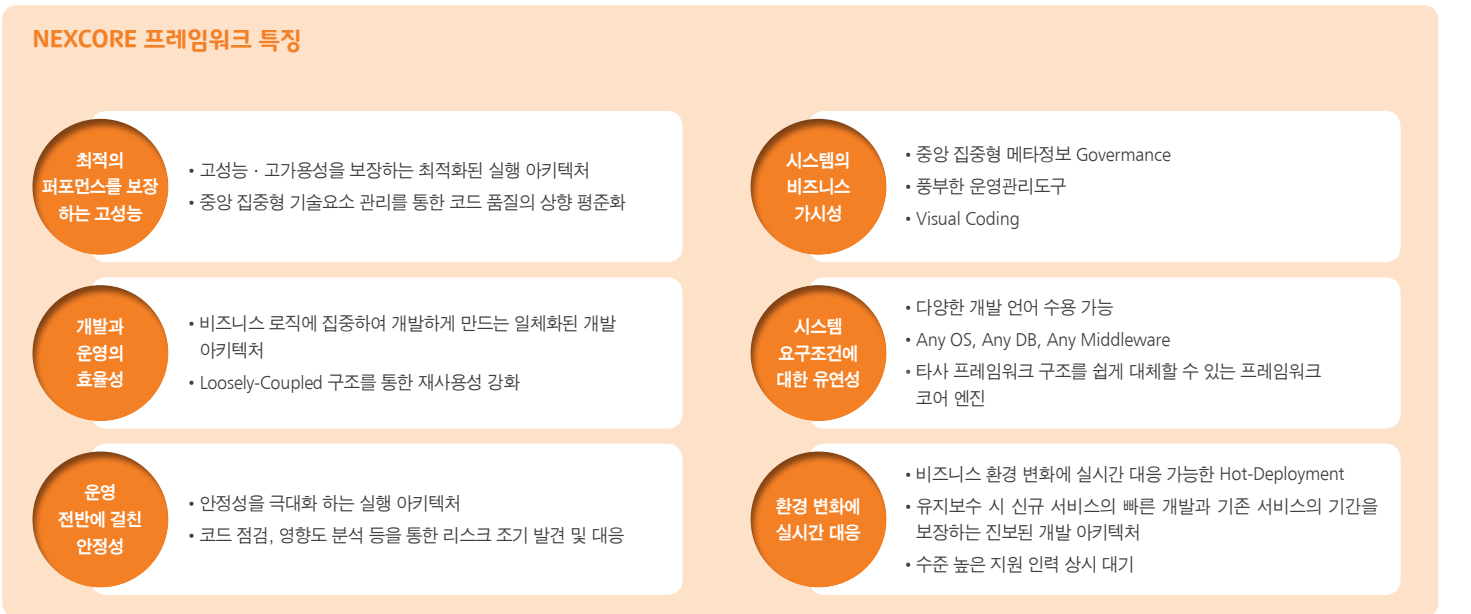 NEXCORE 프레임워크 특징
최적의
퍼포먼스를 보장
하는 고성능
• 고성능 · 고가용성을 보장하는 최적화된 실행 아키텍처
• 중앙 집중형 기술요소 관리를 통한 코드 품질의 상향 평준화
개발과
운영의
효율성
• 비즈니스 로직에 집중하여 개발하게 만드는 일체화된 개발
아키텍처
• Loosely-Coupled 구조를 통한 재사용성 강화
운영
전반에 걸친
안정성
• 안정성을 극대화 하는 실행 아키텍처
• 코드 점검, 영향도 분석 등을 통한 리스크 조기 발견 및 대응
시스템의
비즈니스
가시성
• 중앙 집중형 메타정보 Govermance
• 풍부한 운영관리도구
• Visual Coding
시스템
요구조건에
대한 유연성
• 다양한 개발 언어 수용 가능
• Any OS, Any DB, Any Middleware
• 타사 프레임워크 구조를 쉽게 대체할 수 있는 프레임워크
코어 엔진
환경 변화에
실시간 대응
• 비즈니스 환경 변화에 실시간 대응 가능한 Hot-Deployment
• 유지보수 시 신규 서비스의 빠른 개발과 기존 서비스의 기간을
보장하는 진보된 개발 아키텍처
• 수준 높은 지원 인력 상시 대기